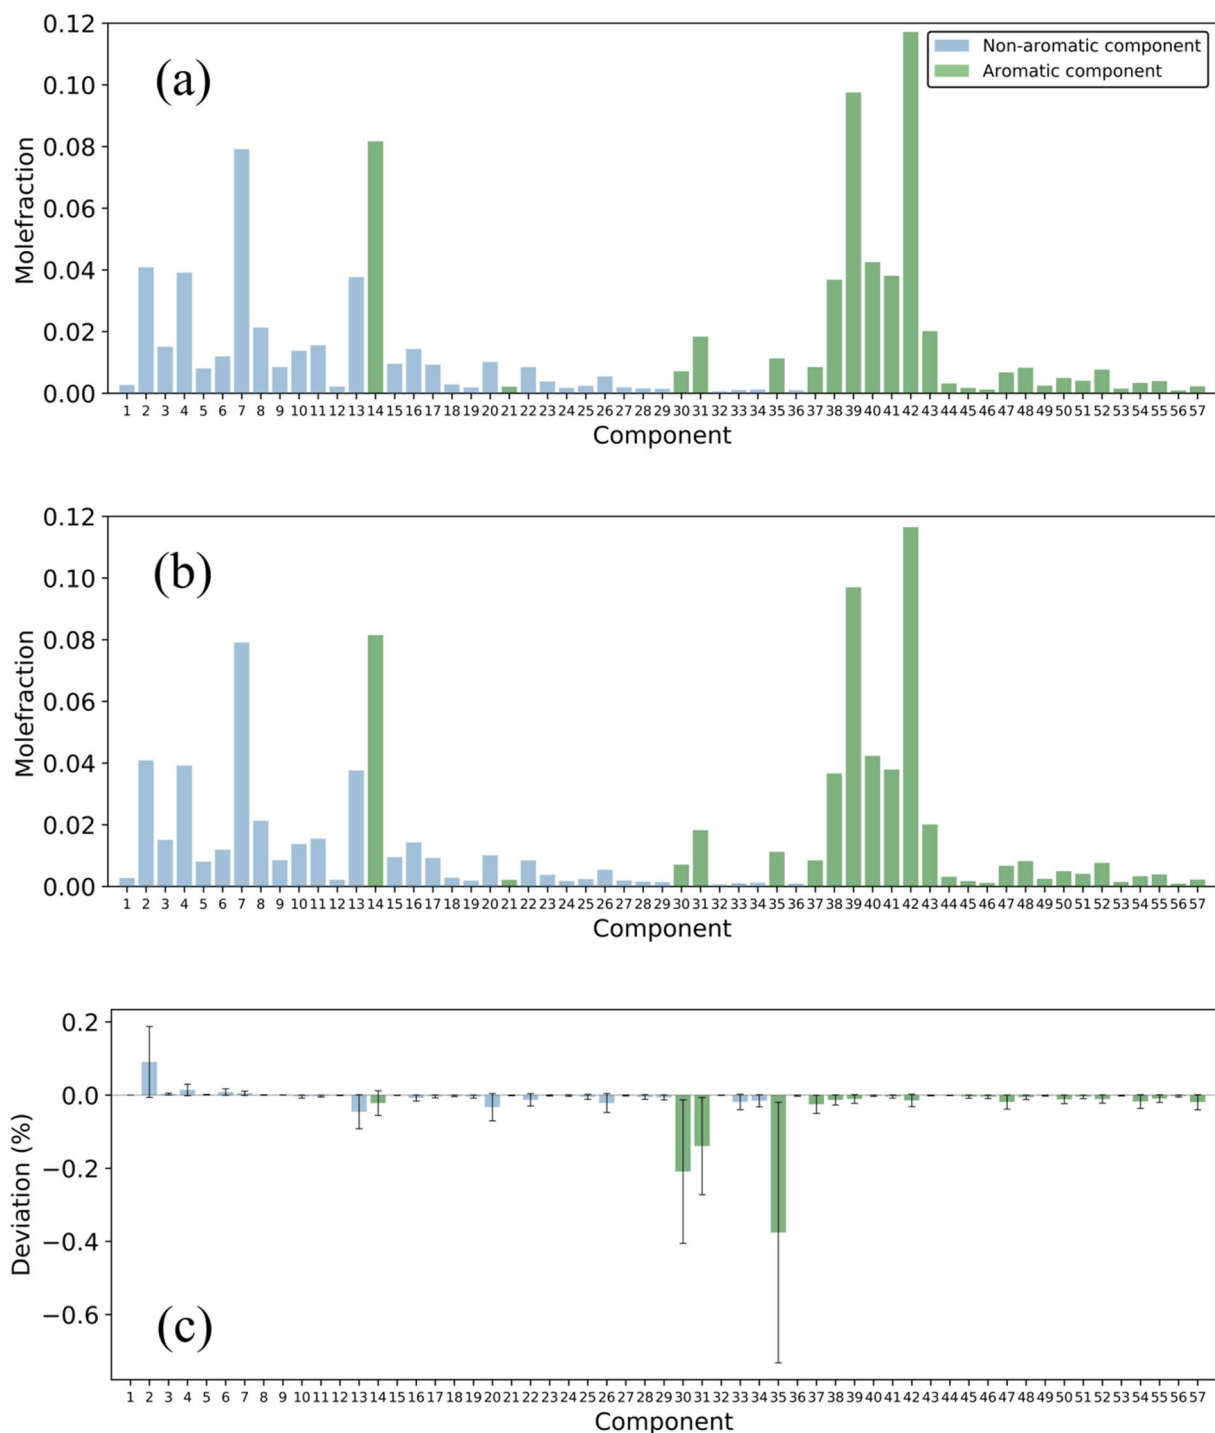 0.12
(a)
Non-aromatic component
Aromatic component
0.10
0.08
0.06
0.04
0.02
0.00
Molefraction
1 2 3 4 5 6 7 8 9 10 11 12 13 14 15 16 17 18 19 20 21 22 23 24 25 26 27 28 29 30 31 32 33 34 35 36 37 38 39 40 41 42 43 44 45 46 47 48 49 50 51 52 53 54 55 56 57
Component
0.12
(b)
0.10
0.08
0.06
0.04
0.02
0.00
Molefraction
1 2 3 4 5 6 7 8 9 10 11 12 13 14 15 16 17 18 19 20 21 22 23 24 25 26 27 28 29 30 31 32 33 34 35 36 37 38 39 40 41 42 43 44 45 46 47 48 49 50 51 52 53 54 55 56 57
Component
0.2
0.0
−0.2
−0.4
−0.6
Deviation (%)
(c)
1 2 3 4 5 6 7 8 9 10 11 12 13 14 15 16 17 18 19 20 21 22 23 24 25 26 27 28 29 30 31 32 33 34 35 36 37 38 39 40 41 42 43 44 45 46 47 48 49 50 51 52 53 54 55 56 57
Component